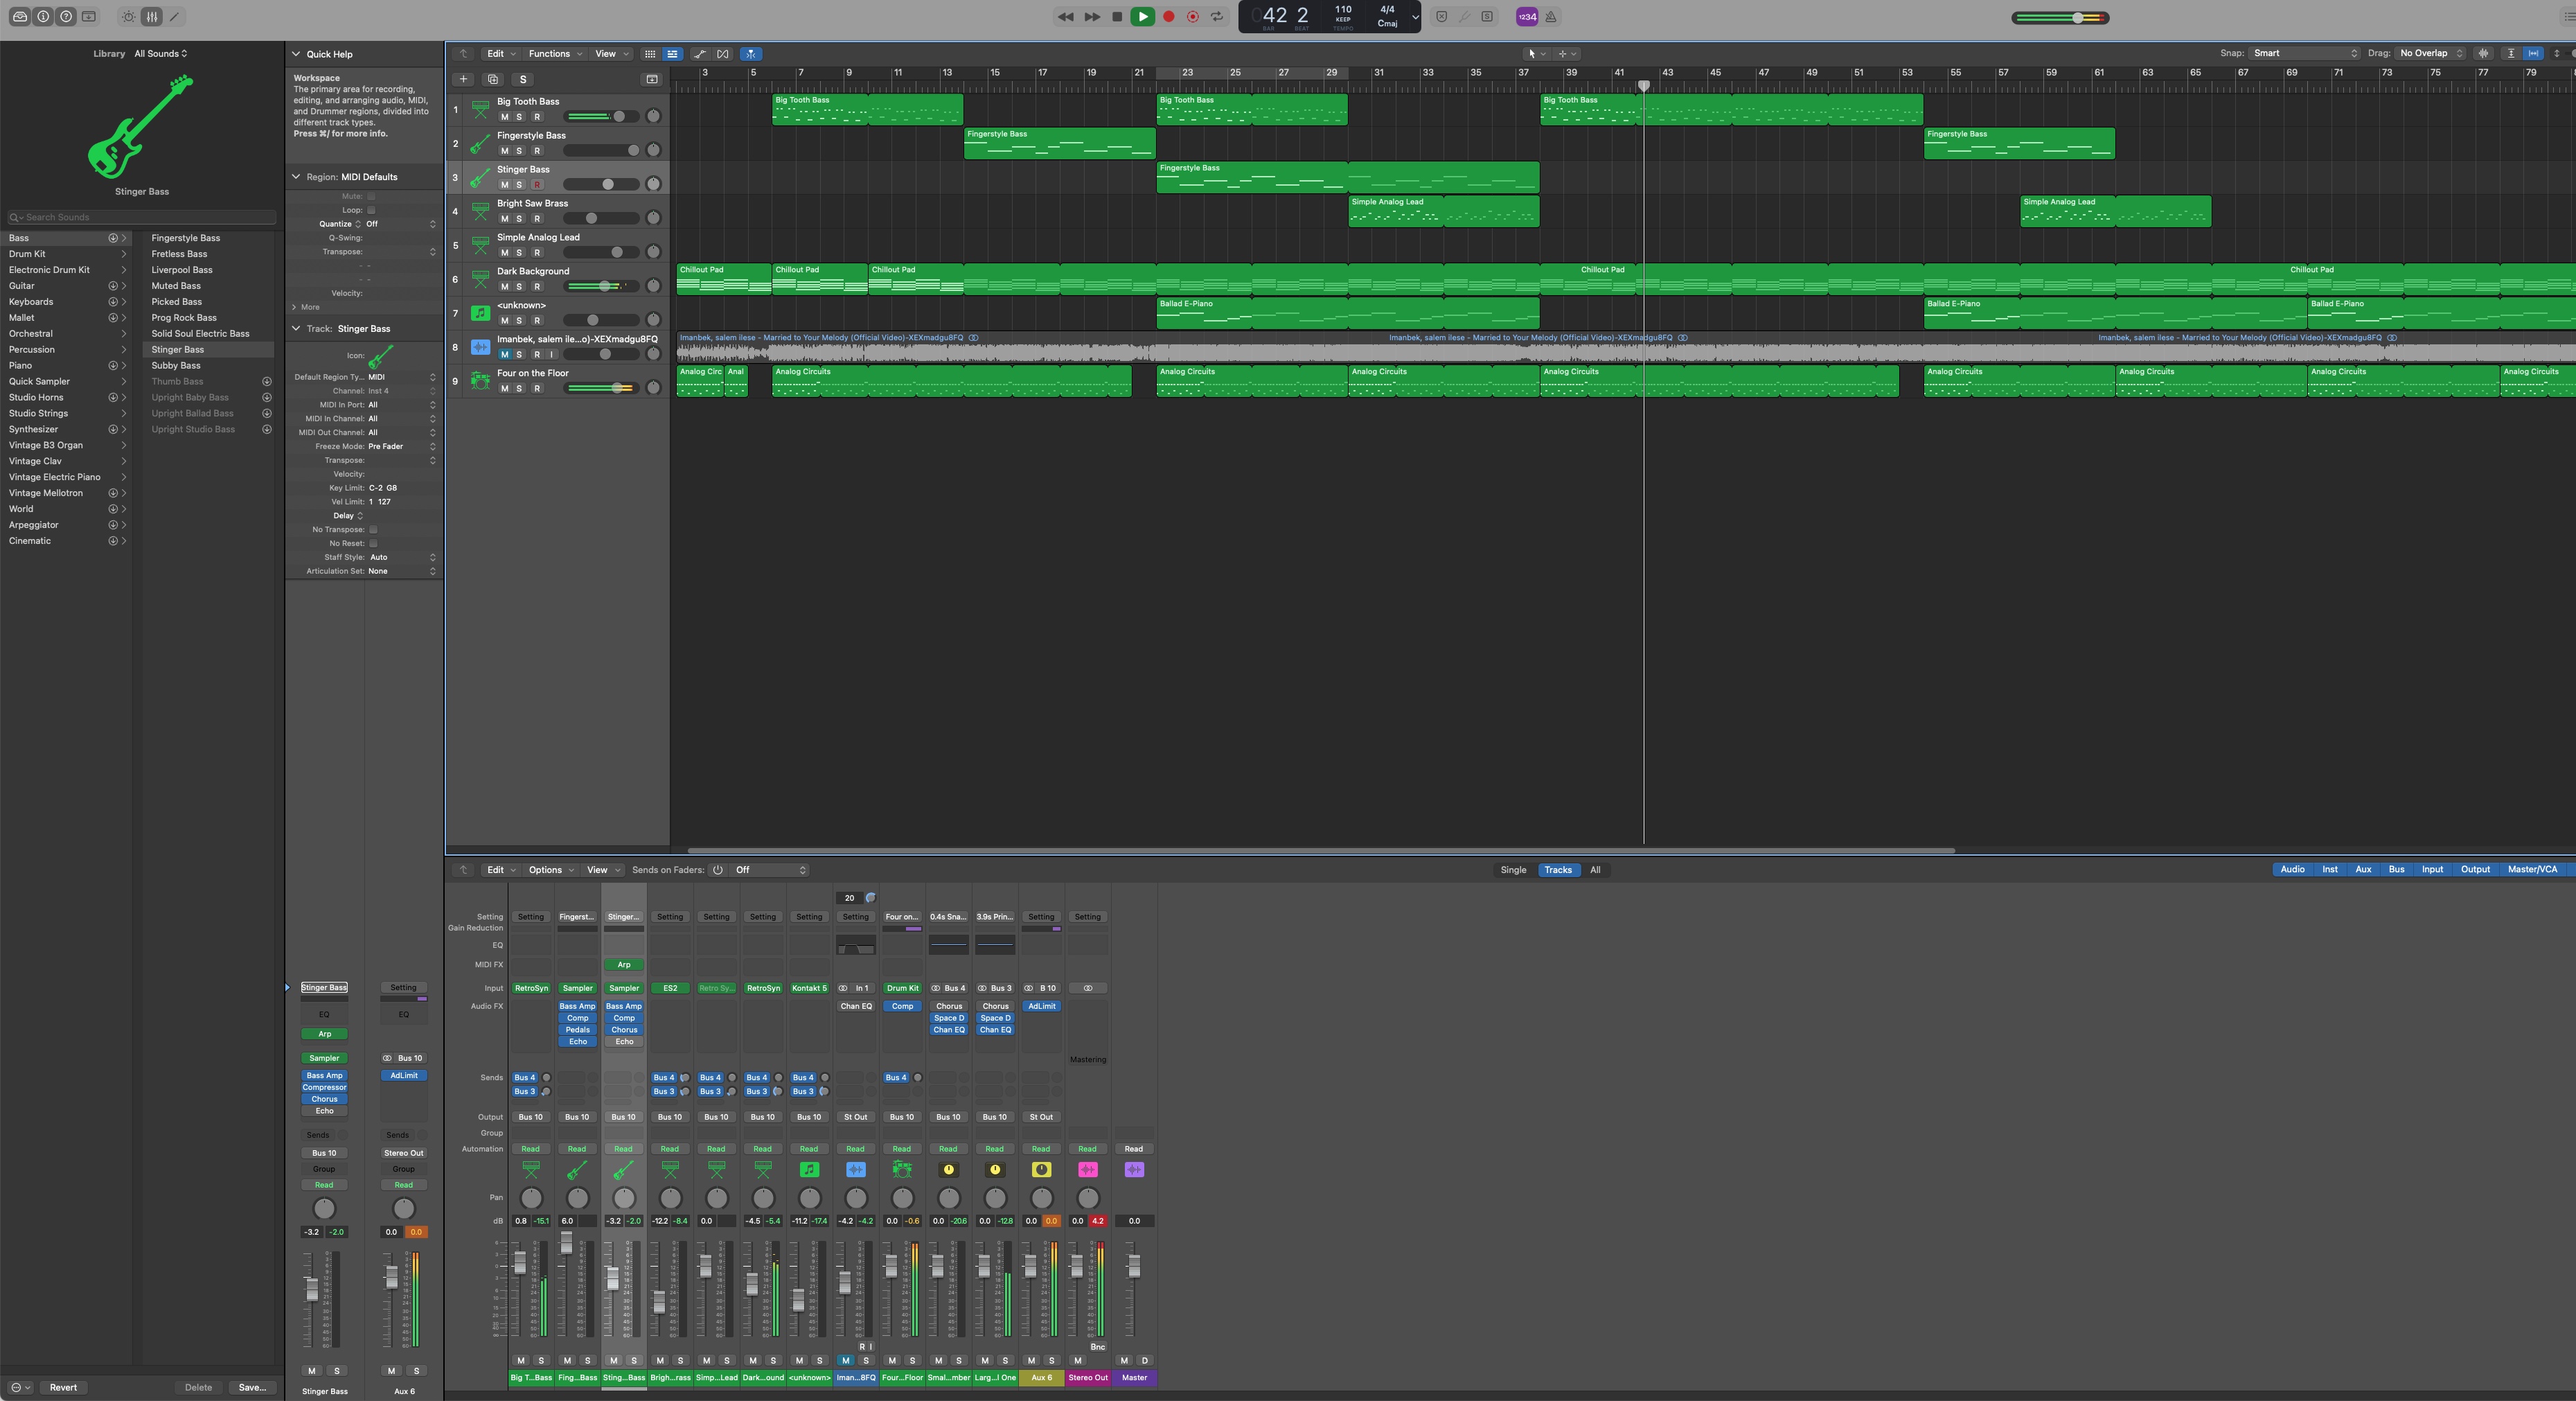 042 2 110 4/4
KEEP Cmaj
BAR BEAT TEMPO
1234
Library All Sounds
Stinger Bass
Search Sounds
Bass
Drum Kit
Electronic Drum Kit
Guitar
Keyboards
Mallet
Orchestral
Percussion
Piano
Quick Sampler
Studio Horns
Studio Strings
Synthesizer
Vintage B3 Organ
Vintage Clav
Vintage Electric Piano
Vintage Mellotron
World
Arpeggiator
Cinematic
Fingerstyle Bass
Fretless Bass
Liverpool Bass
Muted Bass
Picked Bass
Prog Rock Bass
Solid Soul Electric Bass
Stinger Bass
Subby Bass
Thumb Bass
Upright Baby Bass
Upright Ballad Bass
Upright Studio Bass
Revert Delete Save...
Quick Help
Workspace
The primary area for recording,
editing, and arranging audio, MIDI,
and Drummer regions, divided into
different track types.
Press ⌘/ for more info.
Region: MIDI Defaults
Mute:
Loop:
Quantize Off
Q-Swing:
Transpose:
- -
- -
Velocity:
More
Track: Stinger Bass
Icon:
Default Region Ty... MIDI
Channel: Inst 4
MIDI In Port: All
MIDI In Channel: All
MIDI Out Channel: All
Freeze Mode: Pre Fader
Transpose:
Velocity:
Key Limit: C-2 G8
Vel Limit: 1 127
Delay
No Transpose:
No Reset:
Staff Style: Auto
Articulation Set: None
Stinger Bass Setting
EQ EQ
Arp
Sampler Bus 10
Bass Amp AdLimit
Compressor
Chorus
Echo
Sends Sends
Bus 10 Stereo Out
Group Group
Read Read
-3.2 -2.0 0.0 0.0
M S M S
Stinger Bass Aux 6
Edit Functions View Snap: Smart Drag: No Overlap
S
3 5 7 9 11 13 15 17 19 21 23 25 27 29 31 33 35 37 39 41 43 45 47 49 51 53 55 57 59 61 63 65 67 69 71 73 75 77 79
1 Big Tooth Bass
M S R
Big Tooth Bass Big Tooth Bass Big Tooth Bass
2 Fingerstyle Bass
M S R
Fingerstyle Bass Fingerstyle Bass
3 Stinger Bass
M S R
Fingerstyle Bass
4 Bright Saw Brass
M S R
Simple Analog Lead Simple Analog Lead
5 Simple Analog Lead
M S R
6 Dark Background
M S R
Chillout Pad Chillout Pad Chillout Pad Chillout Pad Chillout Pad
7 <unknown>
M S R
Ballad E-Piano Ballad E-Piano Ballad E-Piano
8 Imanbek, salem ile...o)-XEXmadgu8FQ
M S R I
Imanbek, salem ilese - Married to Your Melody (Official Video)-XEXmadgu8FQ Imanbek, salem ilese - Married to Your Melody (Official Video)-XEXmadgu8FQ Imanbek, salem ilese - Married to Your Melody (Official Video)-XEXmadgu8FQ
9 Four on the Floor
M S R
Analog Circ Anal Analog Circuits Analog Circuits Analog Circuits Analog Circuits Analog Circuits Analog Circuits Analog Circuits Analog Circuits
Edit Options View Sends on Faders: Off Single Tracks All Audio Inst Aux Bus Input Output Master/VCA
20
Setting Setting Fingerst... Stinger... Setting Setting Setting Setting Setting Four on... 0.4s Sna... 3.9s Prin... Setting Setting
Gain Reduction
EQ
MIDI FX Arp
Input RetroSyn Sampler Sampler ES2 Retro Sy... RetroSyn Kontakt 5 In 1 Drum Kit Bus 4 Bus 3 B 10
Audio FX Bass Amp Bass Amp Chan EQ Comp Chorus Chorus AdLimit
Comp Comp Space D Space D
Pedals Chorus Chan EQ Chan EQ
Echo Echo
Mastering
Sends Bus 4 Bus 4 Bus 4 Bus 4 Bus 4 Bus 4
Bus 3 Bus 3 Bus 3 Bus 3 Bus 3
Output Bus 10 Bus 10 Bus 10 Bus 10 Bus 10 Bus 10 Bus 10 St Out Bus 10 Bus 10 Bus 10 St Out
Group
Automation Read Read Read Read Read Read Read Read Read Read Read Read Read Read
Pan
dB 0.8 -15.1 6.0 -3.2 -2.0 -12.2 -8.4 0.0 -4.5 -5.4 -11.2 -17.4 -4.2 -4.2 0.0 -0.6 0.0 -20.6 0.0 -12.8 0.0 0.0 0.0 4.2 0.0
R I Bnc
M S M S M S M S M S M S M S M S M S M S M S M S M M D
Big T...Bass Fing...Bass Sting...Bass Brigh...rass Simp...Lead Dark...ound <unknown> Iman...8FQ Four...Floor Smal...mber Larg...l One Aux 6 Stereo Out Master